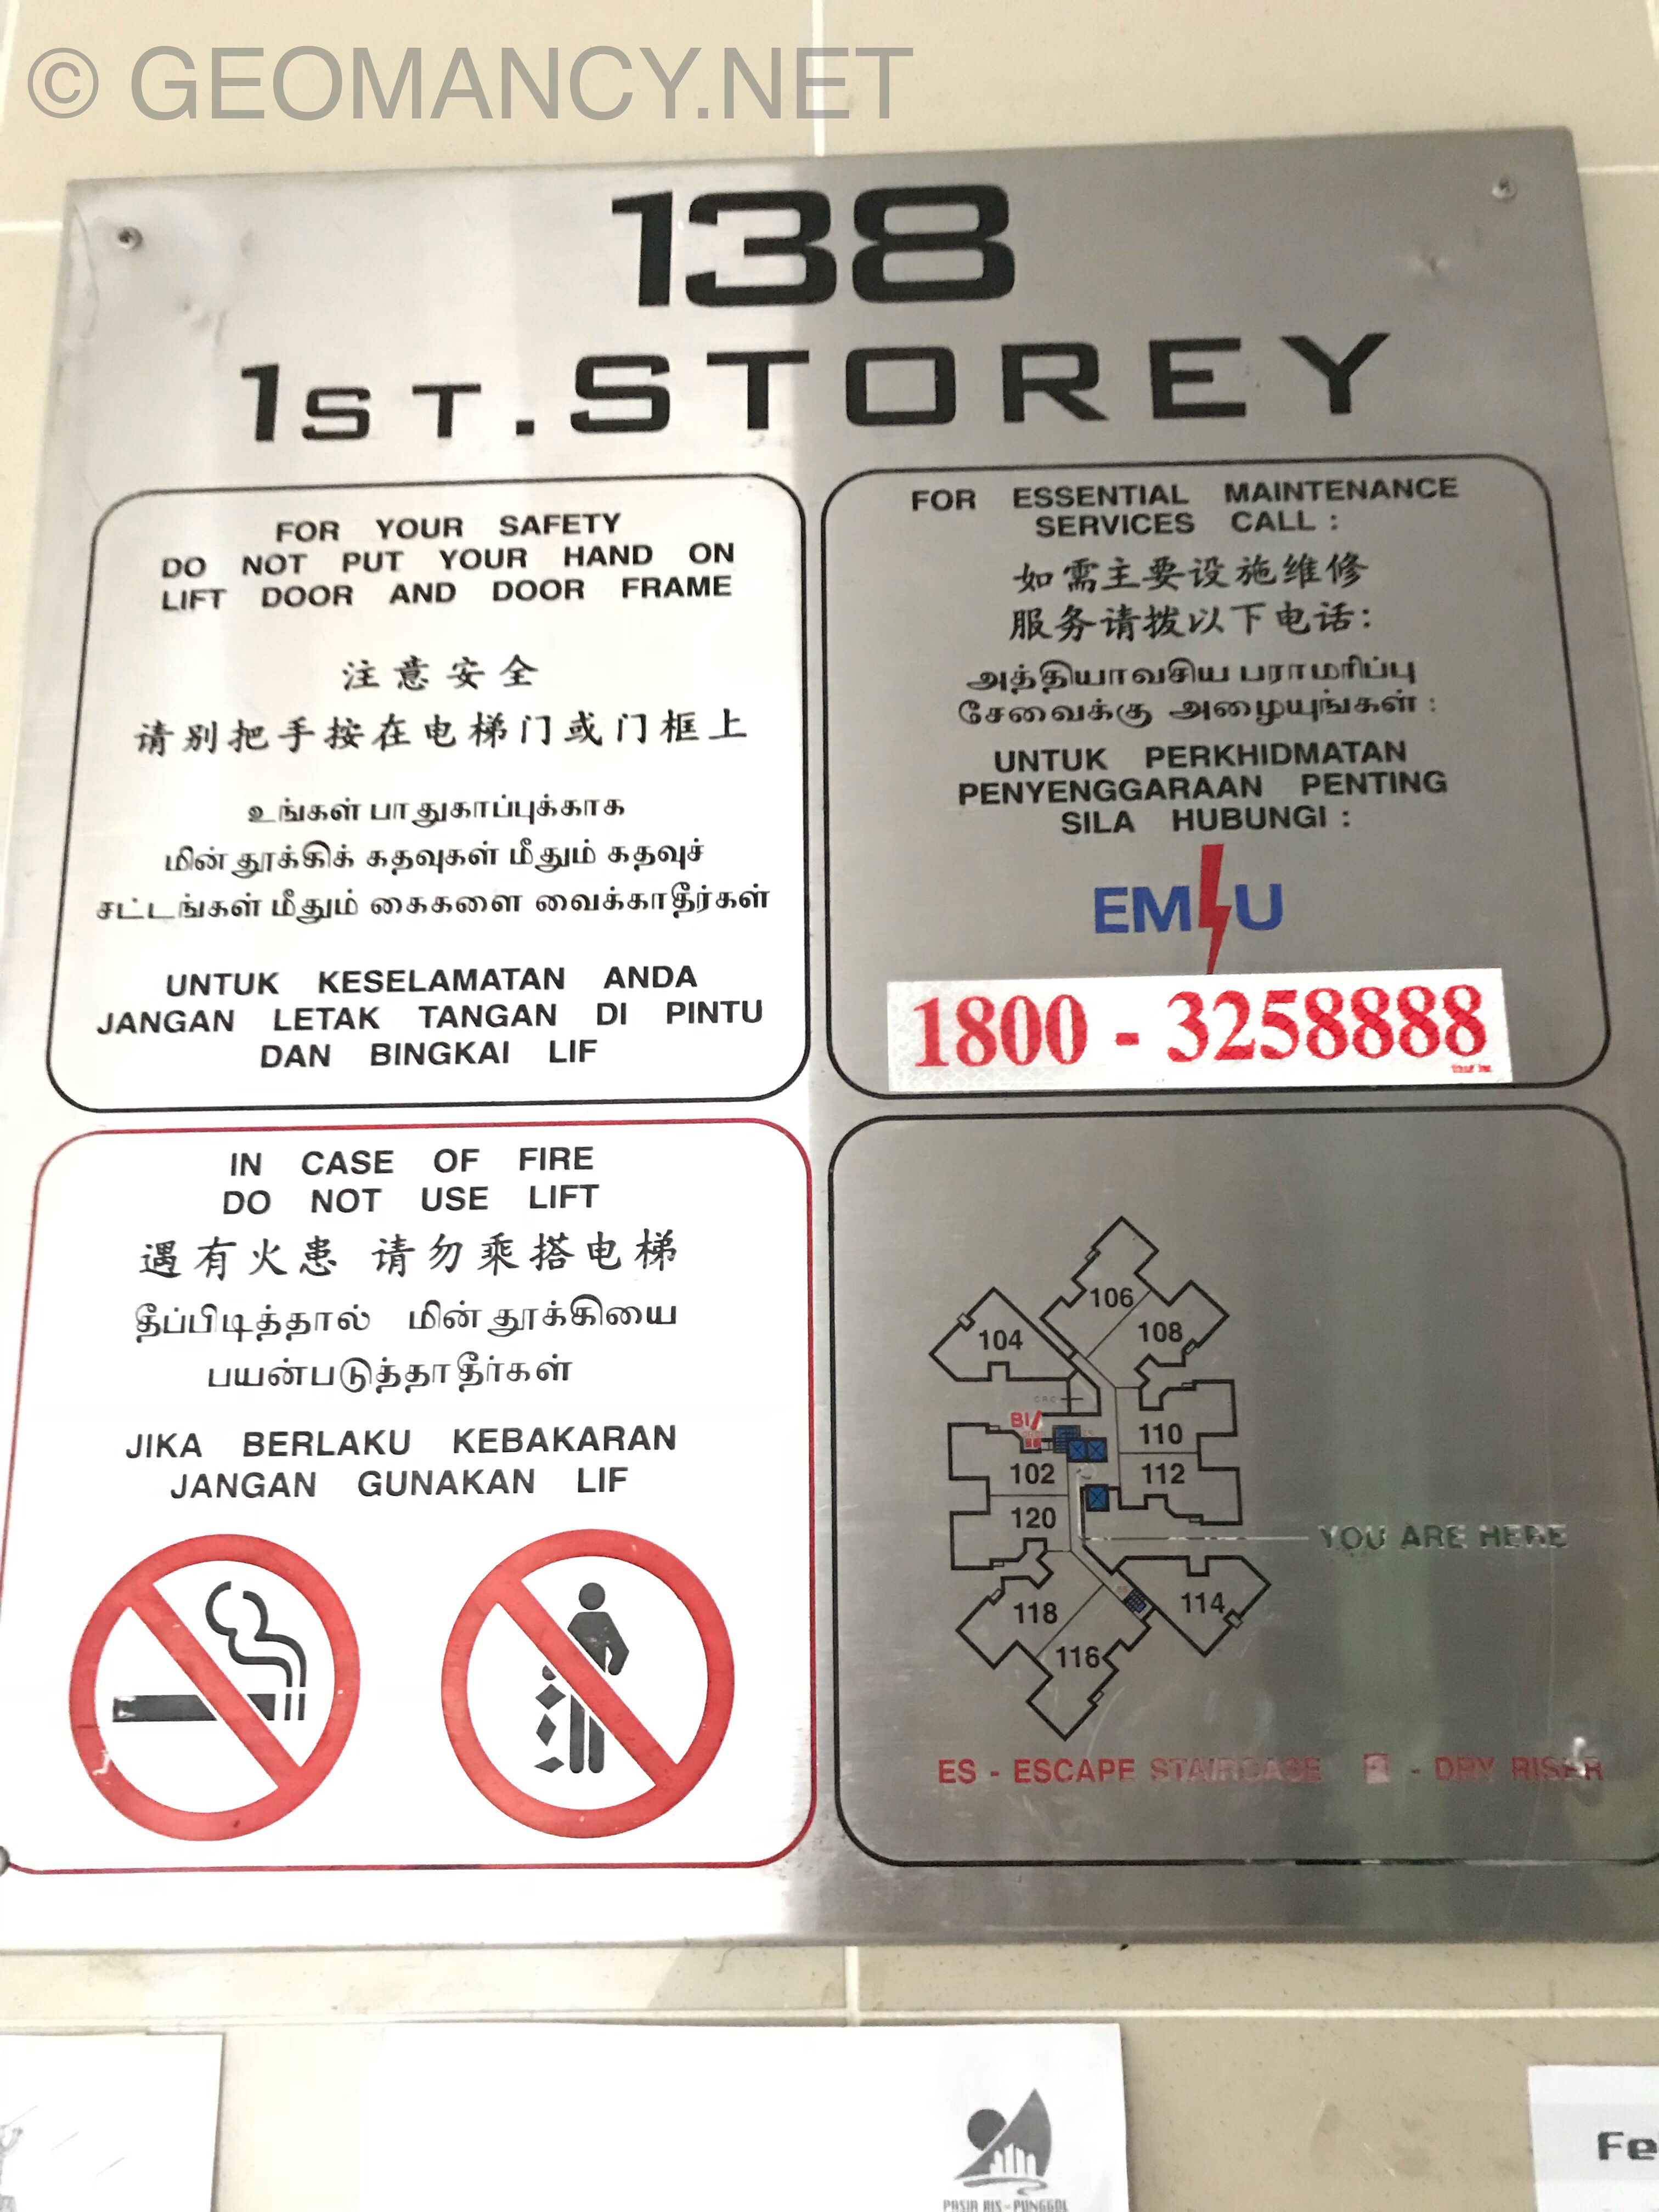 © GEOMANCY.NET
138
1ST. STOREY
FOR YOUR SAFETY
DO NOT PUT YOUR HAND ON
LIFT DOOR AND DOOR FRAME
注意安全
请别把手按在电梯门或门框上
உங்கள் பாதுகாப்புக்காக
மின்தூக்கிக் கதவுகள் மீதும் கதவுச்
சட்டங்கள் மீதும் கைகளை வைக்காதீர்கள்
UNTUK KESELAMATAN ANDA
JANGAN LETAK TANGAN DI PINTU
DAN BINGKAI LIF
FOR ESSENTIAL MAINTENANCE
SERVICES CALL :
如需主要设施维修
服务请拨以下电话:
அத்தியாவசிய பராமரிப்பு
சேவைக்கு அழையுங்கள் :
UNTUK PERKHIDMATAN
PENYENGGARAAN PENTING
SILA HUBUNGI :
EMSU
1800 - 3258888
IN CASE OF FIRE
DO NOT USE LIFT
遇有火患 请勿乘搭电梯
தீப்பிடித்தால் மின்தூக்கியை
பயன்படுத்தாதீர்கள்
JIKA BERLAKU KEBAKARAN
JANGAN GUNAKAN LIF
106
104
108
110
102
112
120
YOU ARE HERE
118
114
116
ES - ESCAPE STAIRCASE - DRY RISER
PASIR RIS - PUNGGOL
Fe